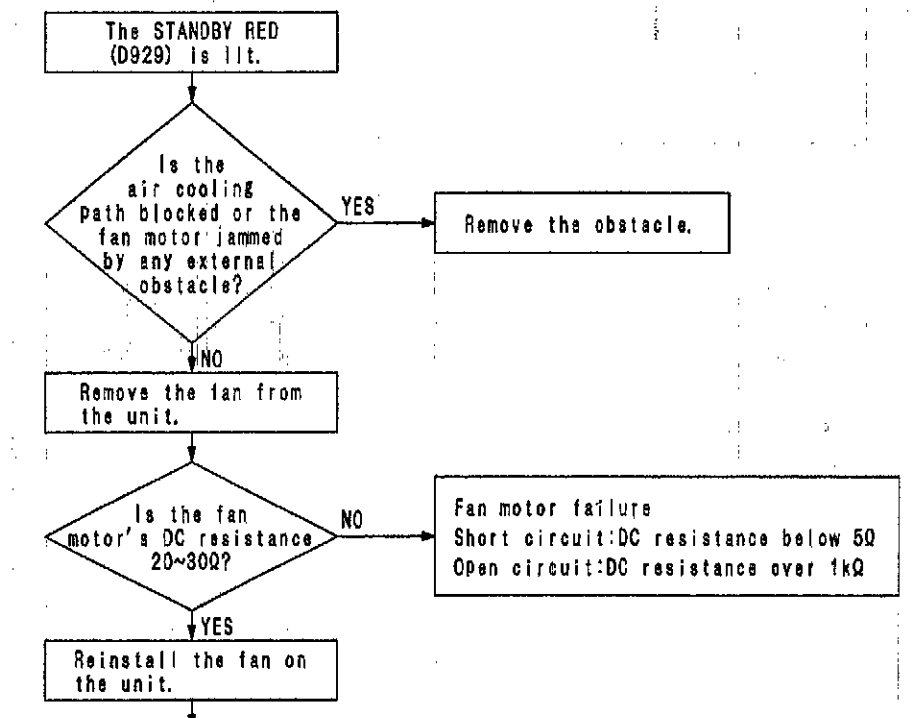 The STANDBY RED
(D929) is lit.
Is the
air cooling
path blocked or the
fan motor jammed
by any external
obstacle?
YES
Remove the obstacle.
NO
Remove the fan from
the unit.
Is the fan
motor's DC resistance
20~30Ω?
NO
Fan motor failure
Short circuit:DC resistance below 5Ω
Open circuit:DC resistance over 1kΩ
YES
Reinstall the fan on
the unit.